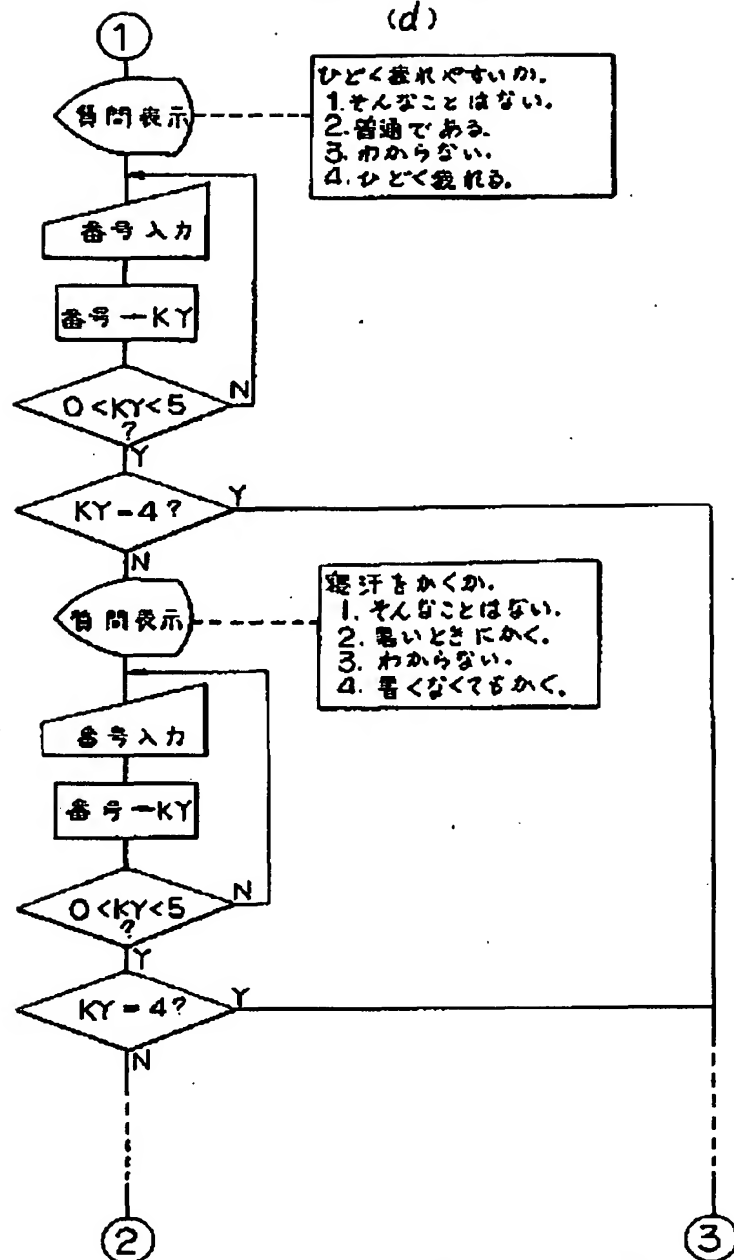 (d)
1
質問表示
ひどく疲れやすいか。
1.そんなことはない。
2.普通である。
3.わからない。
4.ひどく疲れる。
番号入力
番号→KY
N
0<KY<5
?
Y
KY=4?
Y
N
質問表示
寝汗をかくか。
1. そんなことはない。
2. 暑いときにかく。
3. わからない。
4. 暑くなくてもかく。
番号入力
番号→KY
N
0<KY<5
?
Y
KY=4?
Y
N
2
3